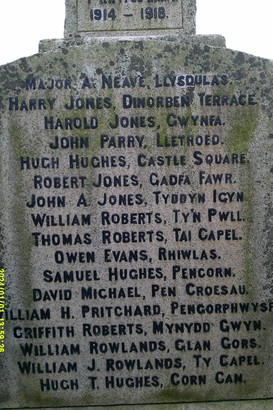 1914 - 1918.
Major A. Neave, Llysdulas.
Harry Jones, Dinorben Terrace.
Harold Jones, Gwynfa.
John Parry, Lletroed.
Hugh Hughes, Castle Square.
Robert Jones, Gadfa Fawr.
John A Jones, Tyddyn Igyn
William Roberts, Ty'n Pwll.
Thomas Roberts, Tai Capel.
Owen Evans, Rhiwlas.
Samuel Hughes, Pencorn.
David Michael, Pen Croesau.
William H. Pritchard, Pengorphwysfa
Griffith Roberts, Mynydd Gwyn.
William Rowlands, Glan Gors.
William J. Rowlands, Ty Capel.
Hugh T. Hughes, Corn Cam.